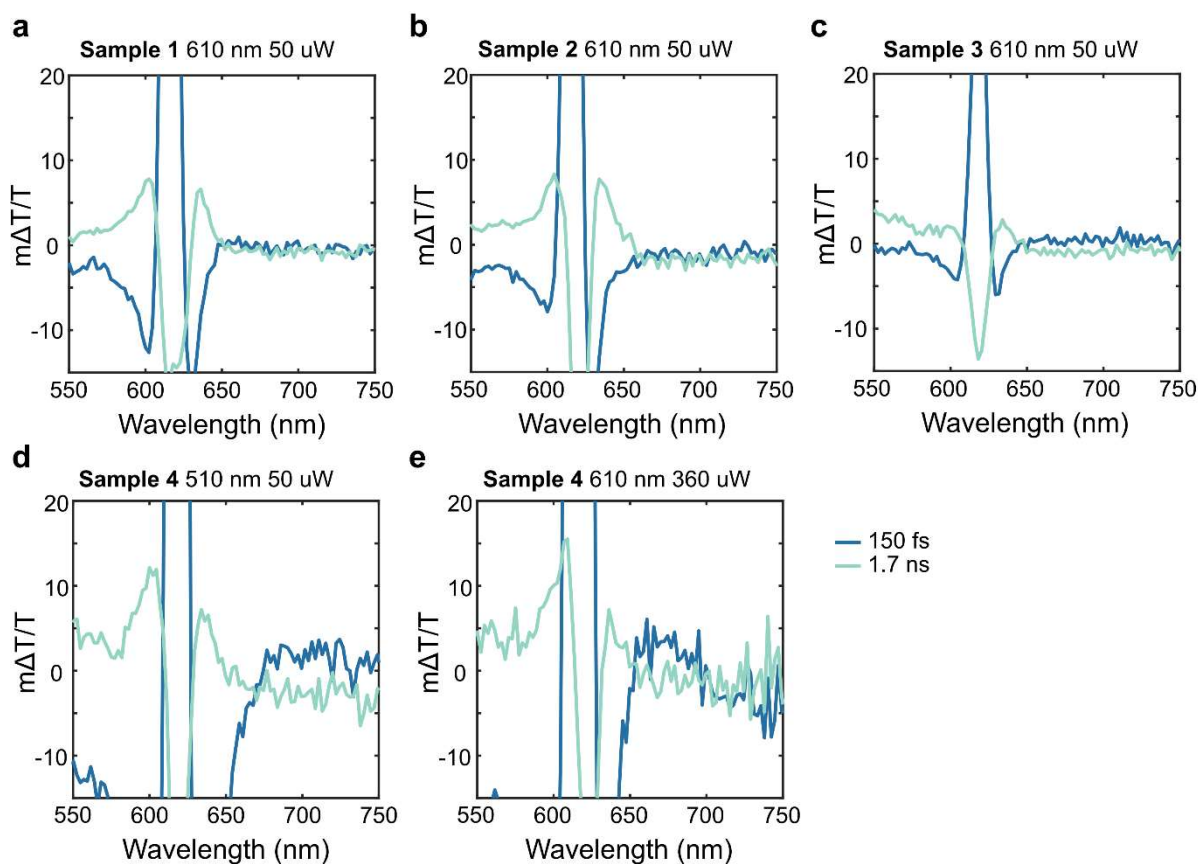 a
Sample 1 610 nm 50 uW
20
10
0
-10
mΔT/T
550 600 650 700 750
Wavelength (nm)
b
Sample 2 610 nm 50 uW
20
10
0
-10
mΔT/T
550 600 650 700 750
Wavelength (nm)
c
Sample 3 610 nm 50 uW
20
10
0
-10
mΔT/T
550 600 650 700 750
Wavelength (nm)
d
Sample 4 510 nm 50 uW
20
10
0
-10
mΔT/T
550 600 650 700 750
Wavelength (nm)
e
Sample 4 610 nm 360 uW
20
10
0
-10
mΔT/T
550 600 650 700 750
Wavelength (nm)
150 fs
1.7 ns